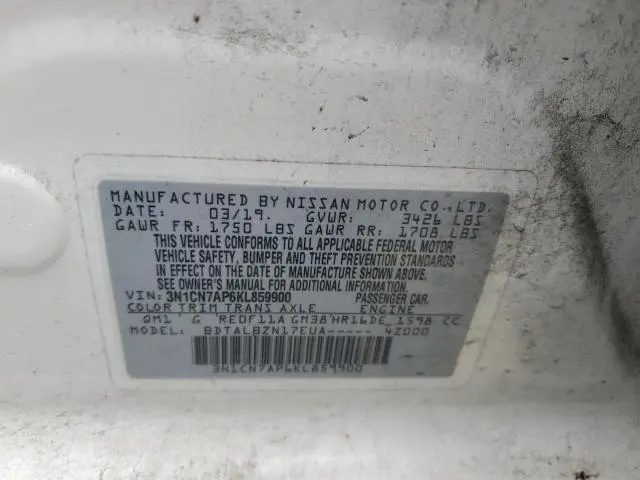 MANUFACTURED BY NISSAN MOTOR CO., LTD.
DATE: 03/19. GVWR: 3426 LBS
GAWR FR: 1750 LBS GAWR RR: 1708 LBS
THIS VEHICLE CONFORMS TO ALL APPLICABLE FEDERAL MOTOR
VEHICLE SAFETY, BUMPER AND THEFT PREVENTION STANDARDS
IN EFFECT ON THE DATE OF MANUFACTURE SHOWN ABOVE.
SEE OWNER'S MANUAL FOR ADDITIONAL INFORMATION.
VIN: 3N1CN7AP6KL859900 PASSENGER CAR.
COLOR TRIM TRANS AXLE ENGINE
QM1 G RE0F11A GM38 HR16DE 1598 CC
MODEL: BDTALBZN17EUA----- 4Z000
3N1CN7AP6KL859900